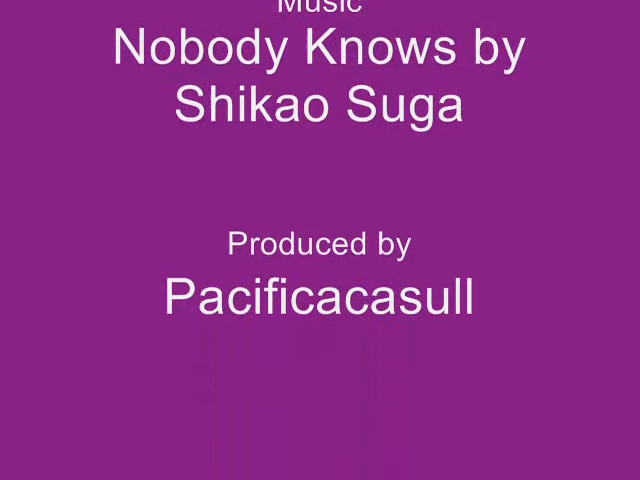 Music
Nobody Knows by
Shikao Suga
Produced by
Pacificacasull